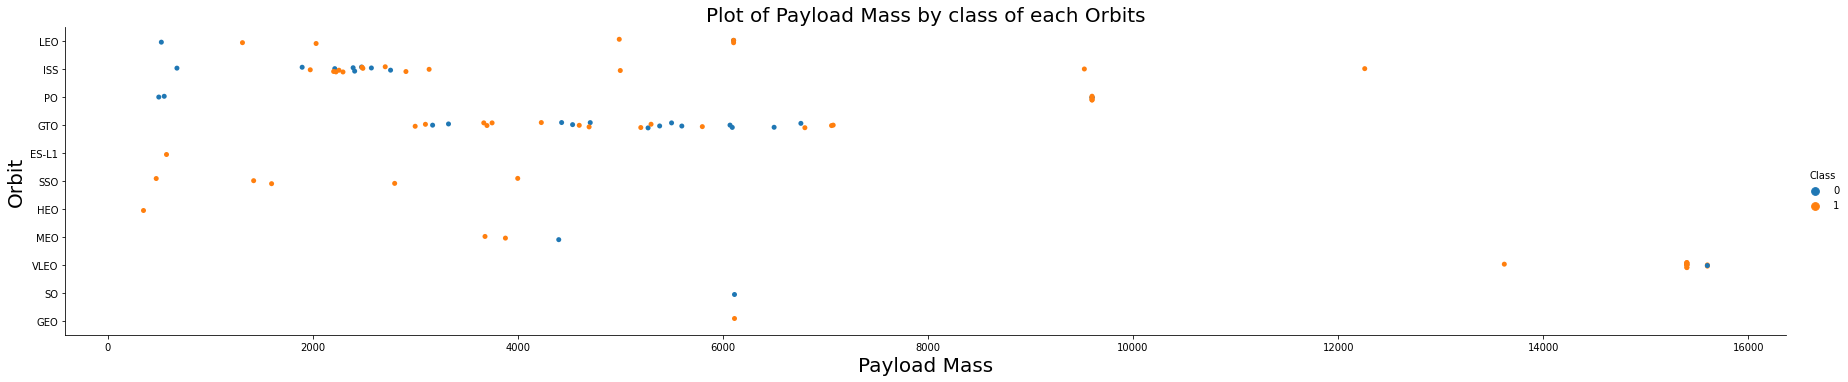 Plot of Payload Mass by class of each Orbits
LEO
ISS
PO
GTO
ES-L1
SSO
HEO
MEO
VLEO
SO
GEO
Orbit
0
2000
4000
6000
8000
10000
12000
14000
16000
Payload Mass
Class
0
1